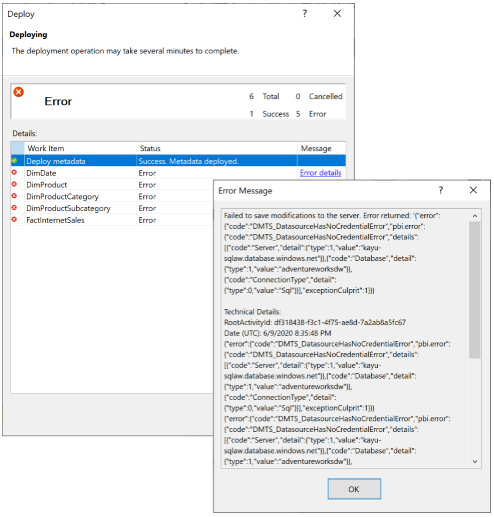 Deploy
?
Deploying
The deployment operation may take several minutes to complete.
Error
6 Total 0 Cancelled
1 Success 5 Error
Details:
Work Item Status Message
Deploy metadata Success. Metadata deployed.
DimDate Error Error details
DimProduct Error
DimProductCategory Error
DimProductSubcategory Error
FactInternetSales Error
Error Message ?
Failed to save modifications to the server. Error returned: '{"error":
{"code":"DMTS_DatasourceHasNoCredentialError","pbi.error":
{"code":"DMTS_DatasourceHasNoCredentialError","details":
[{"code":"Server","detail":{"type":1,"value":"kayu-
sqlaw.database.windows.net"}},{"code":"Database","detail":
{"type":1,"value":"adventureworksdw"}},
{"code":"ConnectionType","detail":
{"type":0,"value":"Sql"}}],"exceptionCulprit":1}}}
Technical Details:
RootActivityId: df318438-f3c1-4f75-ae8d-7a2ab8a5fc67
Date (UTC): 6/9/2020 8:35:48 PM
{"error":{"code":"DMTS_DatasourceHasNoCredentialError","pbi.error":
{"code":"DMTS_DatasourceHasNoCredentialError","details":
[{"code":"Server","detail":{"type":1,"value":"kayu-
sqlaw.database.windows.net"}},{"code":"Database","detail":
{"type":1,"value":"adventureworksdw"}},
{"code":"ConnectionType","detail":
{"type":0,"value":"Sql"}}],"exceptionCulprit":1}}}
{"error":{"code":"DMTS_DatasourceHasNoCredentialError","pbi.error":
{"code":"DMTS_DatasourceHasNoCredentialError","details":
[{"code":"Server","detail":{"type":1,"value":"kayu-
sqlaw.database.windows.net"}},{"code":"Database","detail":
{"type":1,"value":"adventureworksdw"}},
OK